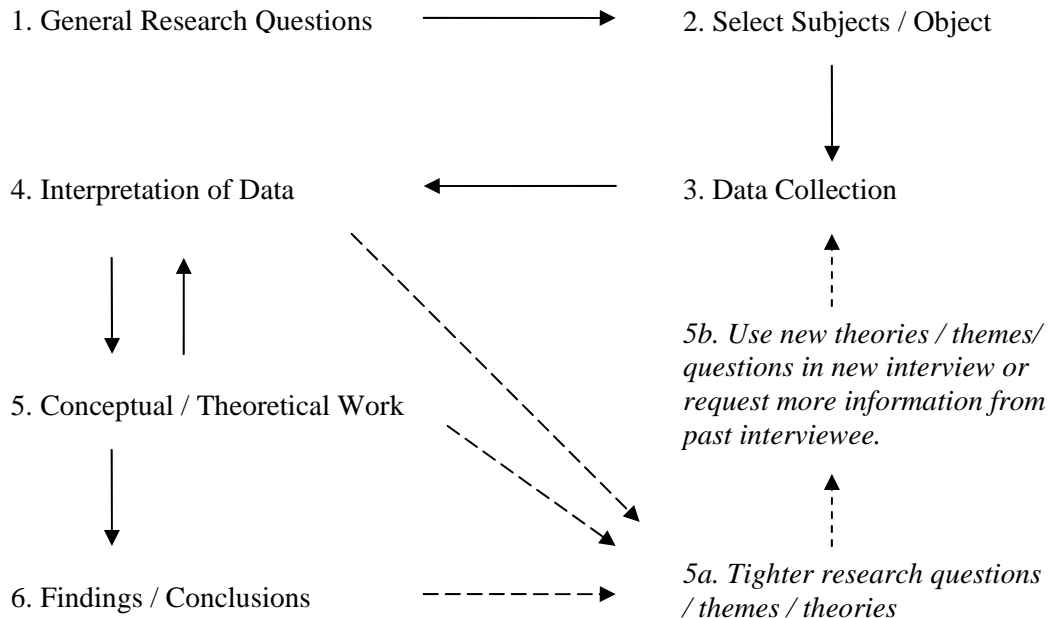 1. General Research Questions
2. Select Subjects / Object
4. Interpretation of Data
3. Data Collection
5b. Use new theories / themes/
questions in new interview or
request more information from
past interviewee.
5. Conceptual / Theoretical Work
6. Findings / Conclusions
5a. Tighter research questions
/ themes / theories